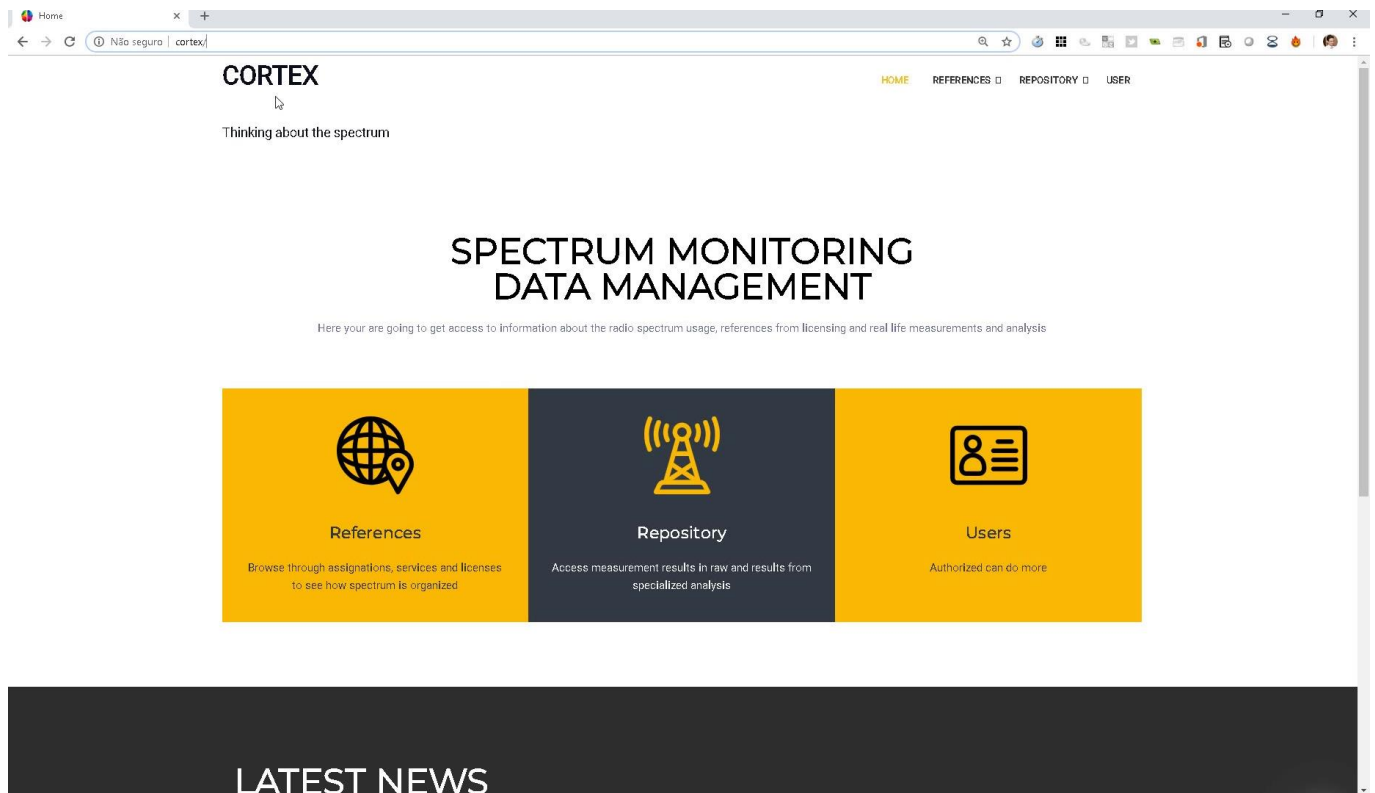 Home
Não seguro | cortex/
CORTEX
HOME REFERENCES REPOSITORY USER
Thinking about the spectrum
SPECTRUM MONITORING
DATA MANAGEMENT
Here your are going to get access to information about the radio spectrum usage, references from licensing and real life measurements and analysis
References
Browse through assignations, services and licenses
to see how spectrum is organized
Repository
Access measurement results in raw and results from
specialized analysis
Users
Authorized can do more
LATEST NEWS